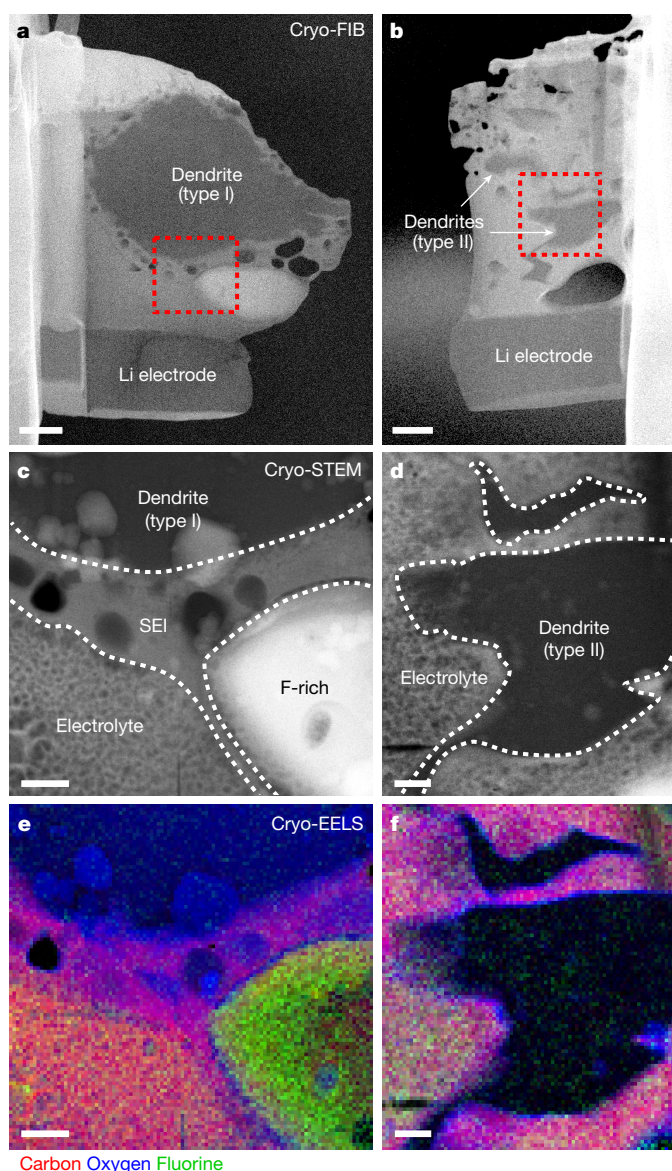 a
Cryo-FIB
Dendrite
(type I)
Li electrode
b
Dendrites
(type II)
Li electrode
c
Cryo-STEM
Dendrite
(type I)
SEI
F-rich
Electrolyte
d
Dendrite
(type II)
Electrolyte
e
Cryo-EELS
f
Carbon Oxygen Fluorine